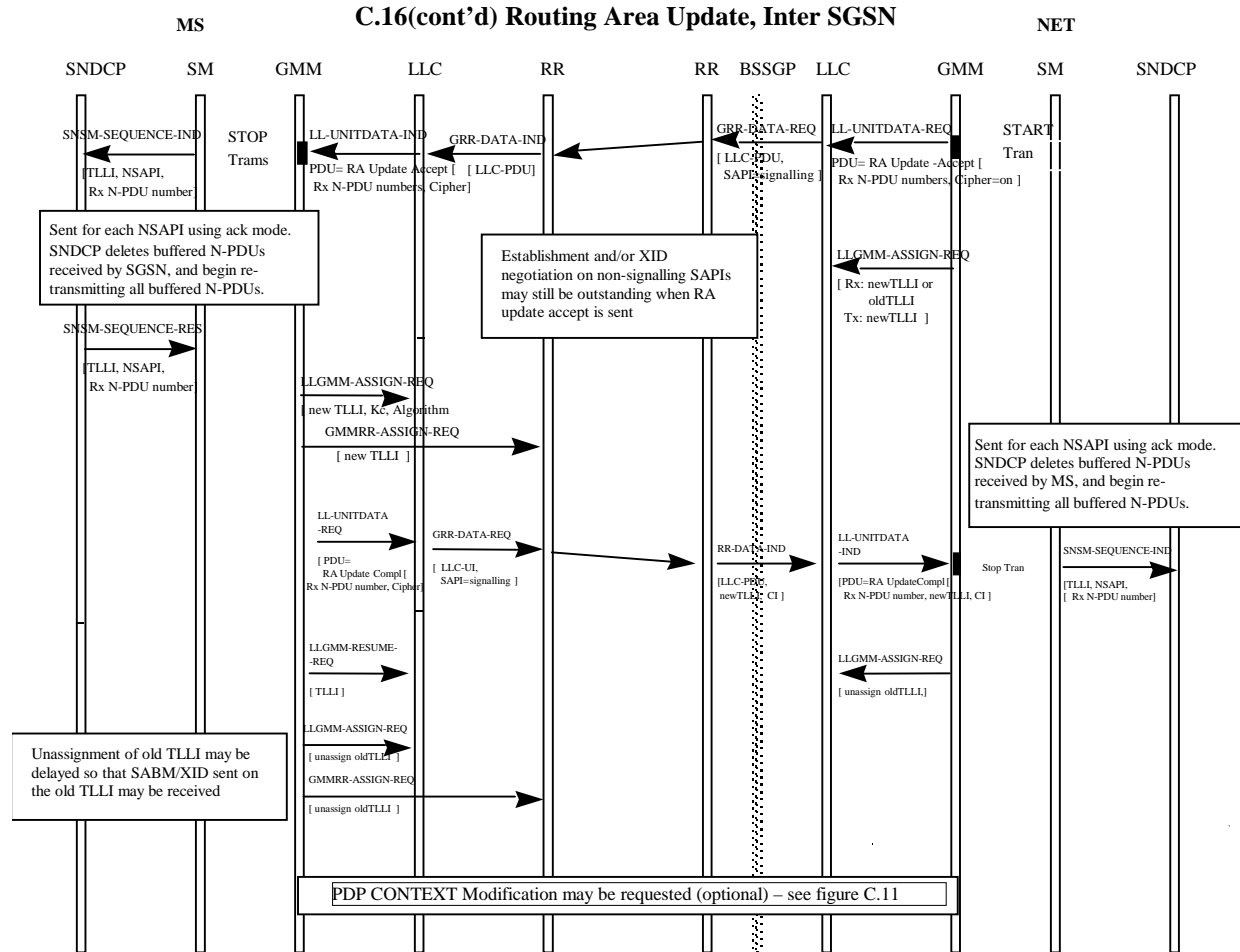 C.16(cont’d) Routing Area Update, Inter SGSN
MS
NET
SNDCP SM GMM LLC RR RR BSSGP LLC GMM SM SNDCP
SNSM-SEQUENCE-IND
[TLLI, NSAPI,
Rx N-PDU number]
STOP
Trams
LL-UNITDATA-IND
PDU= RA Update Accept [
Rx N-PDU numbers, Cipher]
GRR-DATA-IND
[ LLC-PDU]
GRR-DATA-REQ
[ LLC-PDU,
SAPI=signalling ]
LL-UNITDATA-REQ
PDU= RA Update -Accept [
Rx N-PDU numbers, Cipher=on ]
START
Tran
Sent for each NSAPI using ack mode.
SNDCP deletes buffered N-PDUs
received by SGSN, and begin re-
transmitting all buffered N-PDUs.
Establishment and/or XID
negotiation on non-signalling SAPIs
may still be outstanding when RA
update accept is sent
LLGMM-ASSIGN-REQ
[ Rx: newTLLI or
oldTLLI
Tx: newTLLI ]
SNSM-SEQUENCE-RES
[TLLI, NSAPI,
Rx N-PDU number]
LLGMM-ASSIGN-REQ
[ new TLLI, Kc, Algorithm
GMMRR-ASSIGN-REQ
[ new TLLI ]
Sent for each NSAPI using ack mode.
SNDCP deletes buffered N-PDUs
received by MS, and begin re-
transmitting all buffered N-PDUs.
LL-UNITDATA
-REQ
[ PDU=
RA Update Compl [
Rx N-PDU number, Cipher]
GRR-DATA-REQ
[ LLC-UI,
SAPI=signalling ]
RR-DATA-IND
[LLC-PDU,
newTLLI, CI ]
LL-UNITDATA
-IND
[PDU=RA UpdateCompl [
Rx N-PDU number, newTLLI, CI ]
Stop Tran
SNSM-SEQUENCE-IND
[TLLI, NSAPI,
[ Rx N-PDU number]
LLGMM-RESUME-
-REQ
[ TLLI ]
LLGMM-ASSIGN-REQ
[ unassign oldTLLI,]
LLGMM-ASSIGN-REQ
[ unassign oldTLLI ]
GMMRR-ASSIGN-REQ
[ unassign oldTLLI ]
Unassignment of old TLLI may be
delayed so that SABM/XID sent on
the old TLLI may be received
PDP CONTEXT Modification may be requested (optional) – see figure C.11